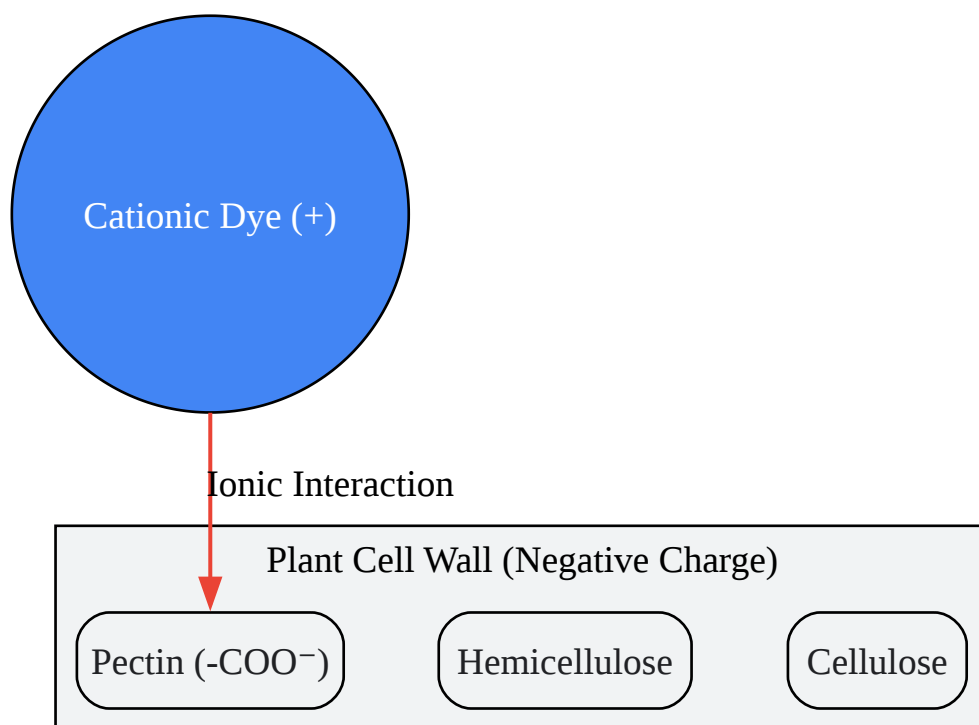 Cationic Dye (+)
Ionic Interaction
Plant Cell Wall (Negative Charge)
Pectin (-COO⁻)
Hemicellulose
Cellulose